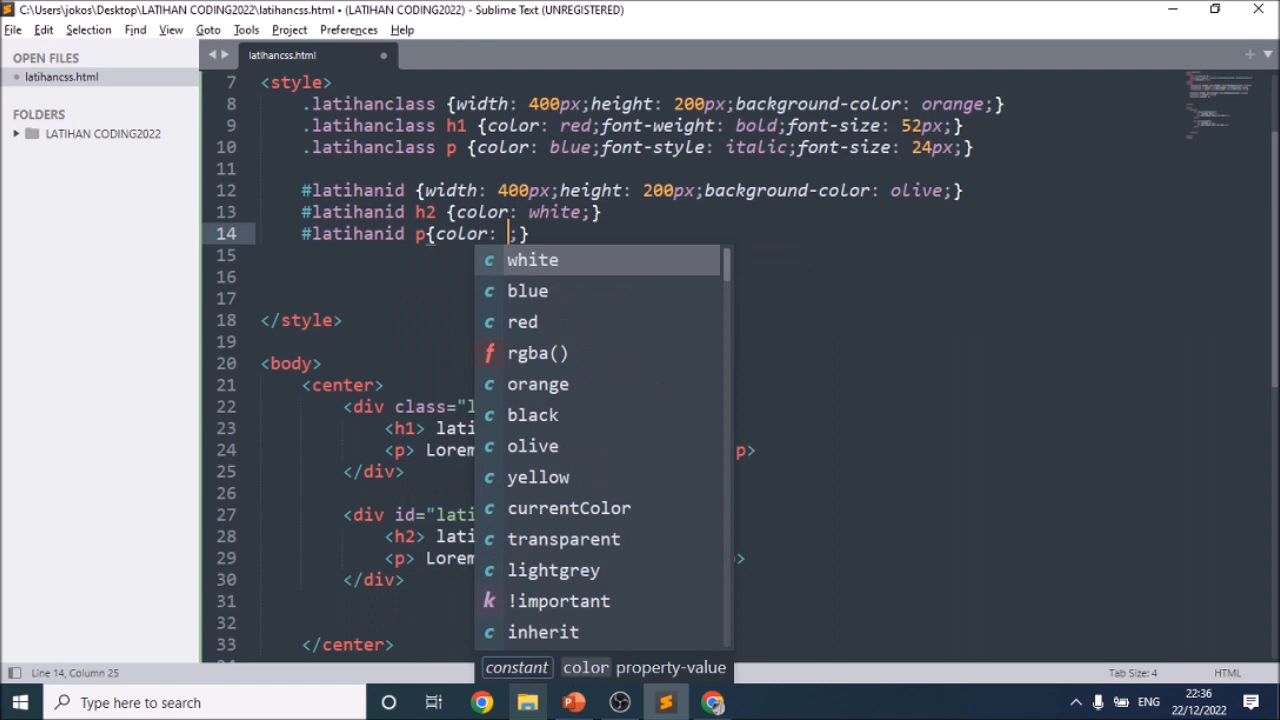 C:\Users\jokos\Desktop\LATIHAN CODING2022\latihancss.html • (LATIHAN CODING2022) - Sublime Text (UNREGISTERED)
File Edit Selection Find View Goto Tools Project Preferences Help
OPEN FILES
latihancss.html
FOLDERS
LATIHAN CODING2022
latihancss.html
7 <style>
8 .latihanclass {width: 400px;height: 200px;background-color: orange;}
9 .latihanclass h1 {color: red;font-weight: bold;font-size: 52px;}
10 .latihanclass p {color: blue;font-style: italic;font-size: 24px;}
11
12 #latihanid {width: 400px;height: 200px;background-color: olive;}
13 #latihanid h2 {color: white;}
14 #latihanid p{color: ;}
15
16
17
18 </style>
19
20 <body>
21 <center>
22 <div class="l
23 <h1> lati
24 <p> Lorem p>
25 </div>
26
27 <div id="lati
28 <h2> lati
29 <p> Lorem >
30 </div>
31
32
33 </center>
c white
c blue
c red
f rgba()
c orange
c black
c olive
c yellow
c currentColor
c transparent
c lightgrey
k !important
c inherit
constant color property-value
Line 14, Column 25
Tab Size: 4
HTML
Type here to search
ENG
22:36
22/12/2022